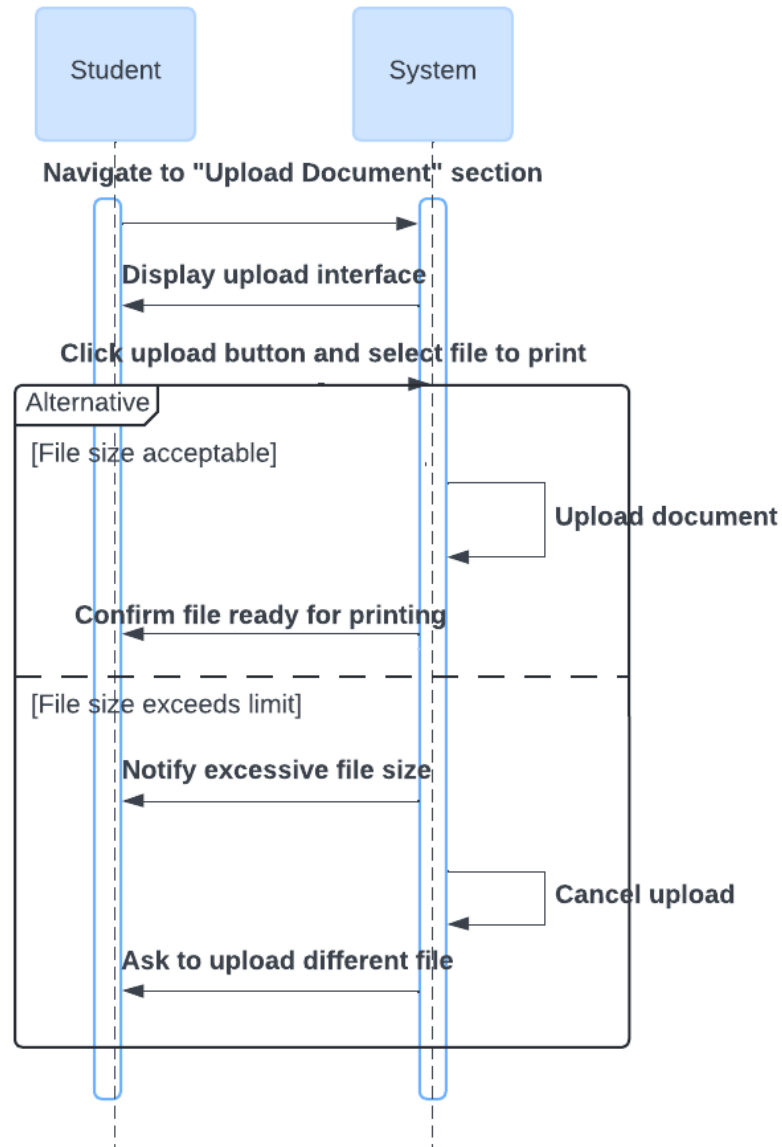 Student
System
Navigate to "Upload Document" section
Display upload interface
Click upload button and select file to print
Alternative
[File size acceptable]
Upload document
Confirm file ready for printing
[File size exceeds limit]
Notify excessive file size
Cancel upload
Ask to upload different file